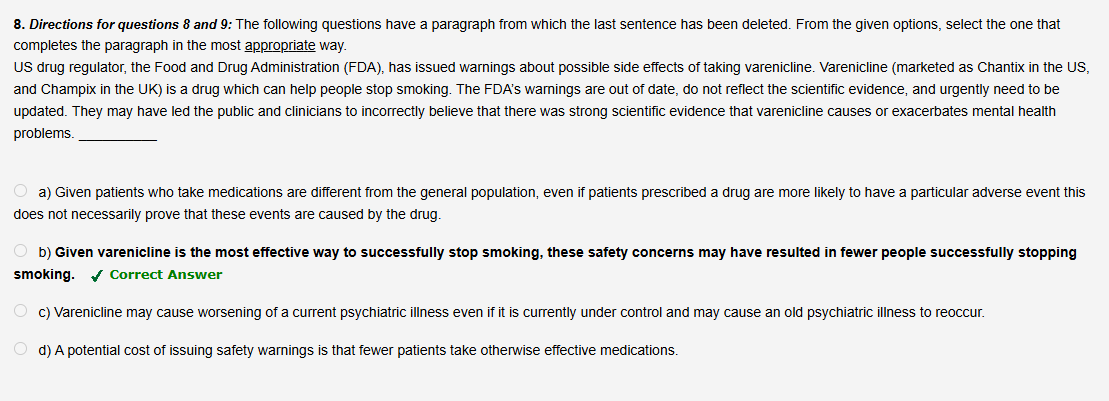 8. Directions for questions 8 and 9: The following questions have a paragraph from which the last sentence has been deleted. From the given options, select the one that
completes the paragraph in the most appropriate way.
US drug regulator, the Food and Drug Administration (FDA), has issued warnings about possible side effects of taking varenicline. Varenicline (marketed as Chantix in the US,
and Champix in the UK) is a drug which can help people stop smoking. The FDA's warnings are out of date, do not reflect the scientific evidence, and urgently need to be
updated. They may have led the public and clinicians to incorrectly believe that there was strong scientific evidence that varenicline causes or exacerbates mental health
problems. ___________
a) Given patients who take medications are different from the general population, even if patients prescribed a drug are more likely to have a particular adverse event this
does not necessarily prove that these events are caused by the drug.
b) Given varenicline is the most effective way to successfully stop smoking, these safety concerns may have resulted in fewer people successfully stopping
smoking. ✓ Correct Answer
c) Varenicline may cause worsening of a current psychiatric illness even if it is currently under control and may cause an old psychiatric illness to reoccur.
d) A potential cost of issuing safety warnings is that fewer patients take otherwise effective medications.